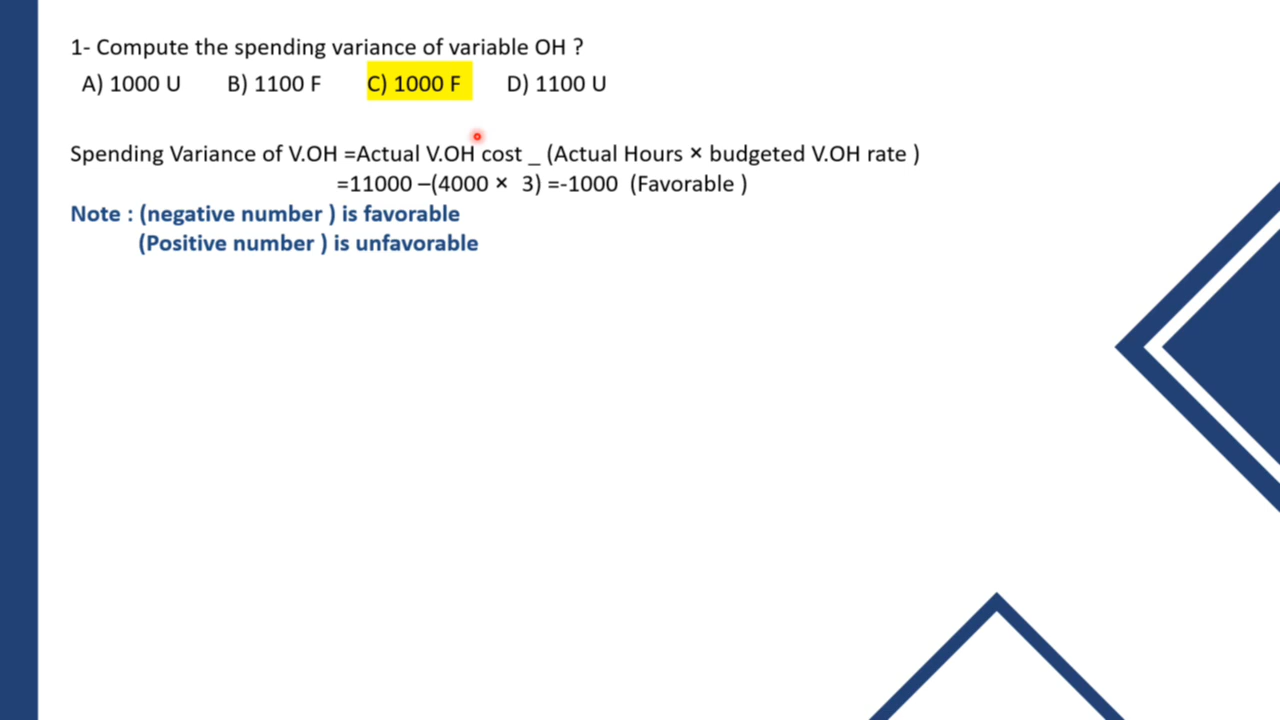 1- Compute the spending variance of variable OH ?
A) 1000 U B) 1100 F C) 1000 F D) 1100 U
Spending Variance of V.OH =Actual V.OH cost _ (Actual Hours × budgeted V.OH rate )
=11000 –(4000 × 3) =-1000 (Favorable )
Note : (negative number ) is favorable
(Positive number ) is unfavorable